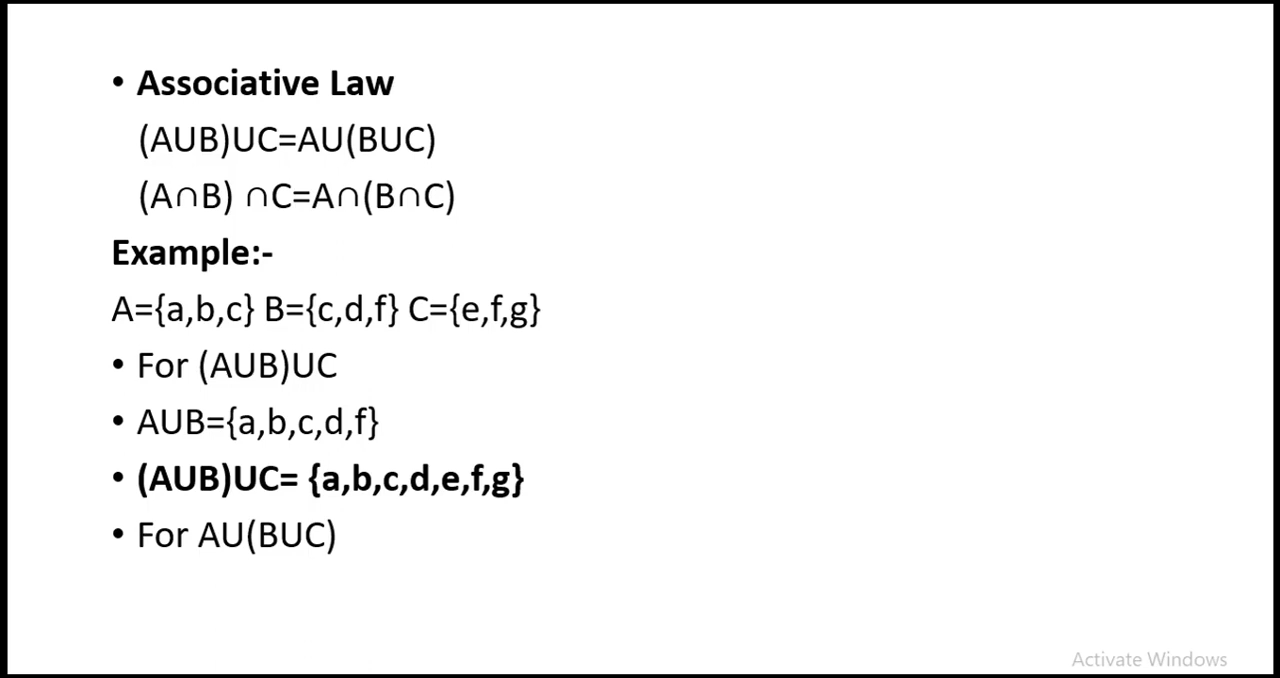 • Associative Law
(AUB)UC=AU(BUC)
(A∩B) ∩C=A∩(B∩C)
Example:-
A={a,b,c} B={c,d,f} C={e,f,g}
• For (AUB)UC
• AUB={a,b,c,d,f}
• (AUB)UC= {a,b,c,d,e,f,g}
• For AU(BUC)
Activate Windows